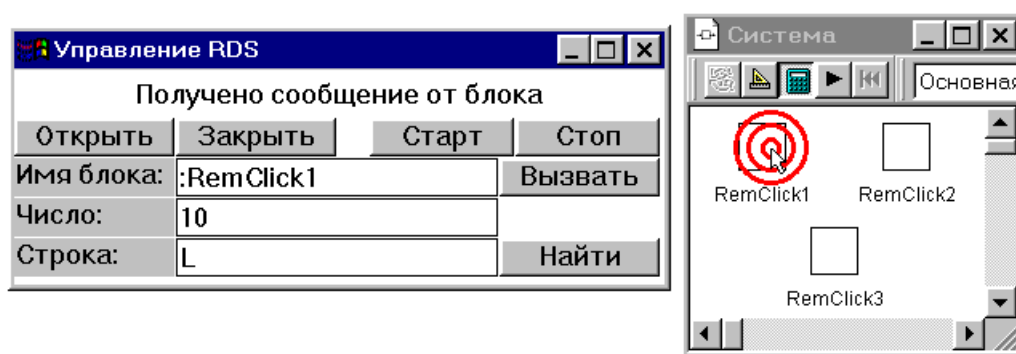 Управление RDS
Получено сообщение от блока
Открыть Закрыть Старт Стоп
Имя блока: :RemClick1 Вызвать
Число: 10
Строка: L Найти
Система
Основная
RemClick1 RemClick2
RemClick3